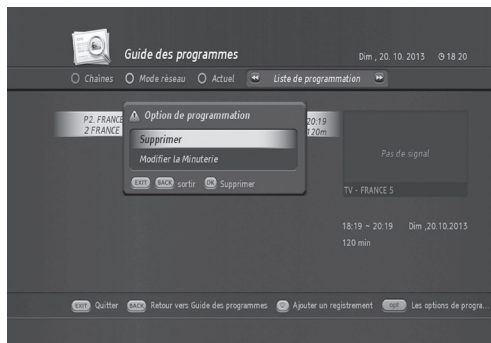 Guide des programmes
Dim , 20. 10. 2013 18 20
Chaînes Mode rèseau Actuel Liste de programmation
P2. FRANCE 20:19
2 FRANCE 120m
Option de programmation
Supprimer
Modifier la Minuterie
EXIT BACK sortir OK Supprimer
Pas de signal
TV - FRANCE 5
18:19 ~ 20:19 Dim ,20.10.2013
120 min
EXIT Quitter BACK Retour vers Guide des programmes Ajouter un registrement opt Les options de progra...